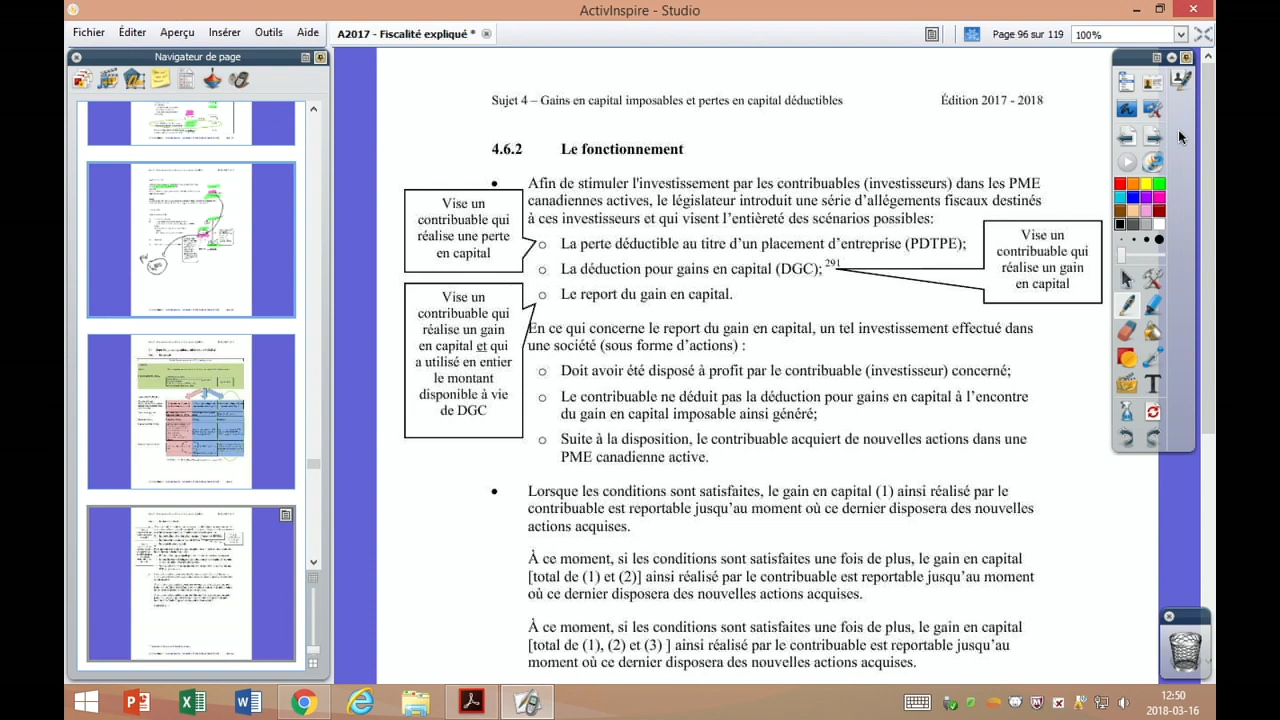 ActivInspire - Studio
Fichier Éditer Aperçu Insérer Outils Aide
A2017 - Fiscalité expliqué *
Page 96 sur 119
100%
Navigateur de page
Sujet 4 – Gains en capital imposables et pertes en capital déductibles
Édition 2017 - 2018
4.6.2 Le fonctionnement
• Afin de stimuler l'investissement par les contribuables (investisseurs) dans les PME
canadiennes actives, le législateur introduit une série d'allégements fiscaux destinés
à ces investisseurs et qui visent l'entièreté des scénarios possibles:
o La perte déductible au titre d'un placement d'entreprise (PDTPE);
o La déduction pour gains en capital (DGC); 291
o Le report du gain en capital.
Vise un
contribuable qui
réalise une perte
en capital
Vise un
contribuable qui
réalise un gain
en capital
Vise un
contribuable qui
réalise un gain
en capital et qui
a utilisé en entier
le montant
disponible à vie
de DGC
En ce qui concerne le report du gain en capital, un tel investissement effectué dans
une société (sous forme d'actions) :
o Doit avoir été disposé à profit par le contribuable (investisseur) concerné;
o Le contribuable ne déduit pas la déduction pour gains en capital à l'encontre
du gain en capital imposable ainsi généré;
o Suite à la disposition, le contribuable acquiert de nouvelles actions dans une
PME canadienne active.
• Lorsque les conditions sont satisfaites, le gain en capital (1) ainsi réalisé par le
contribuable est reportable jusqu'au moment où ce dernier disposera des nouvelles
actions acquises.
À ce moment, si les conditions sont satisfaites une fois de plus, le gain en capital
[total de (1) et (2)] ainsi réalisé par le contribuable est reportable jusqu'au moment
où ce dernier disposera des nouvelles actions acquises.
À ce moment, si les conditions sont satisfaites une fois de plus, le gain en capital
[total de (1), (2) et (3) ] ainsi réalisé par le contribuable est reportable jusqu'au
moment où ce dernier disposera des nouvelles actions acquises.
12:50
2018-03-16